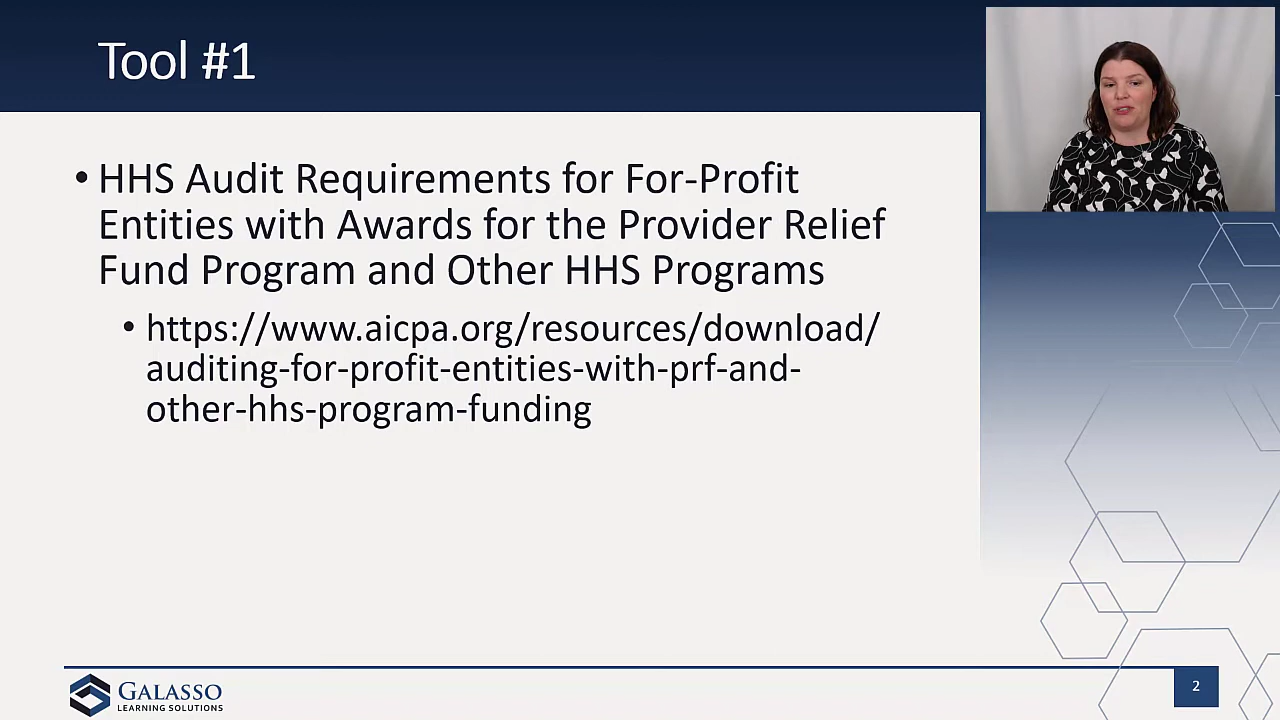 Tool #1
• HHS Audit Requirements for For-Profit
Entities with Awards for the Provider Relief
Fund Program and Other HHS Programs
• https://www.aicpa.org/resources/download/
auditing-for-profit-entities-with-prf-and-
other-hhs-program-funding
GALASSO
LEARNING SOLUTIONS
2